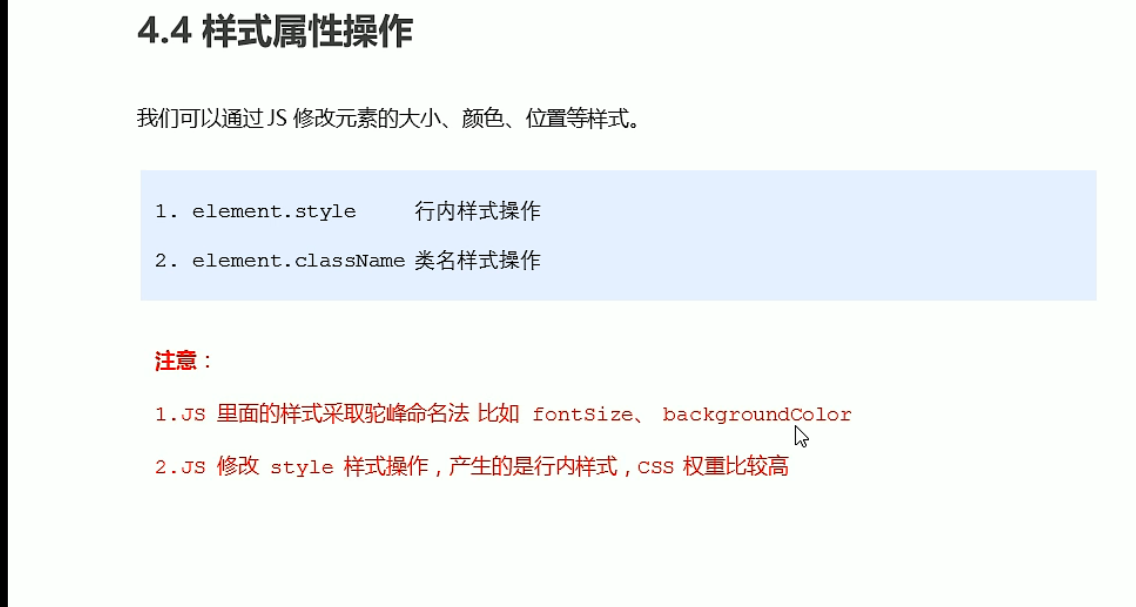 4.4 样式属性操作
我们可以通过 JS 修改元素的大小、颜色、位置等样式。
1. element.style 行内样式操作
2. element.className 类名样式操作
注意：
1.JS 里面的样式采取驼峰命名法 比如 fontSize、 backgroundColor
2.JS 修改 style 样式操作，产生的是行内样式，CSS 权重比较高